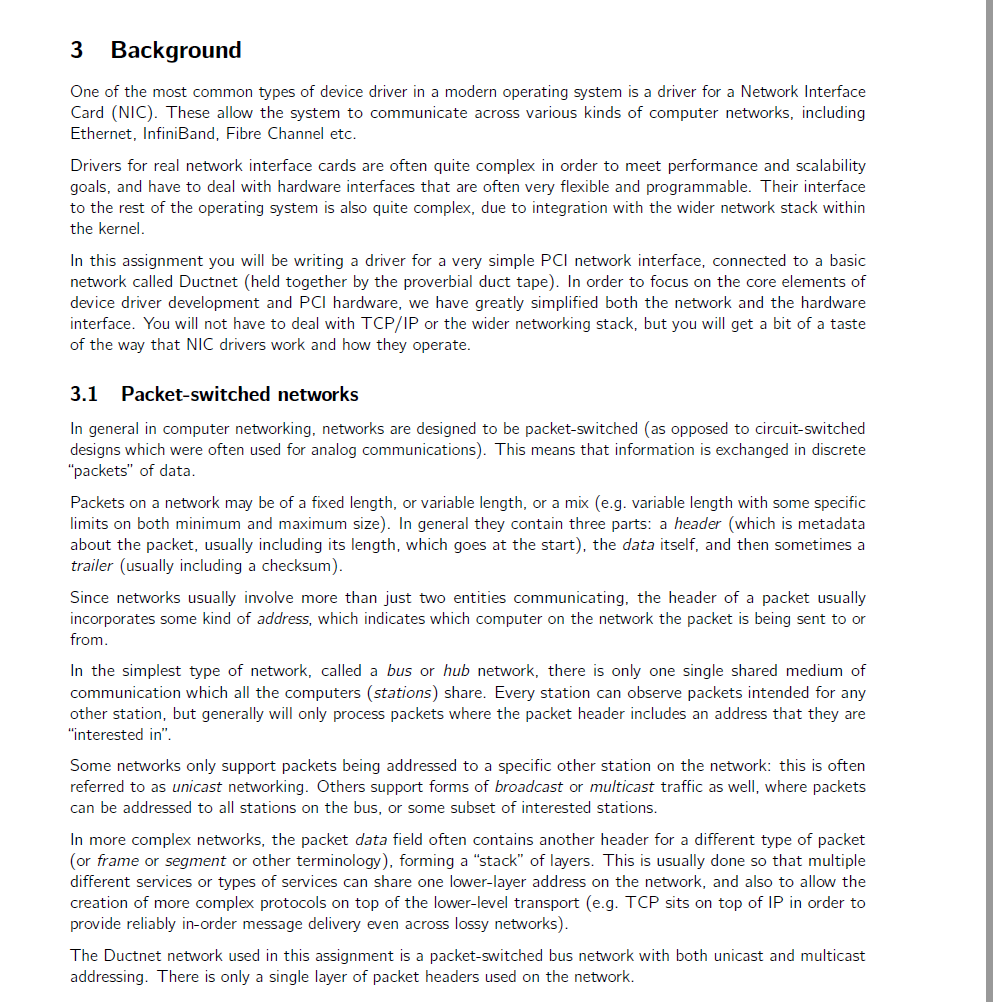 3 Background
One of the most common types of device driver in a modern operating system is a driver for a Network Interface
Card (NIC). These allow the system to communicate across various kinds of computer networks, including
Ethernet, InfiniBand, Fibre Channel etc.
Drivers for real network interface cards are often quite complex in order to meet performance and scalability
goals, and have to deal with hardware interfaces that are often very flexible and programmable. Their interface
to the rest of the operating system is also quite complex, due to integration with the wider network stack within
the kernel.
In this assignment you will be writing a driver for a very simple PCI network interface, connected to a basic
network called Ductnet (held together by the proverbial duct tape). In order to focus on the core elements of
device driver development and PCI hardware, we have greatly simplified both the network and the hardware
interface. You will not have to deal with TCP/IP or the wider networking stack, but you will get a bit of a taste
of the way that NIC drivers work and how they operate.
3.1 Packet-switched networks
In general in computer networking, networks are designed to be packet-switched (as opposed to circuit-switched
designs which were often used for analog communications). This means that information is exchanged in discrete
“packets” of data.
Packets on a network may be of a fixed length, or variable length, or a mix (e.g. variable length with some specific
limits on both minimum and maximum size). In general they contain three parts: a header (which is metadata
about the packet, usually including its length, which goes at the start), the data itself, and then sometimes a
trailer (usually including a checksum).
Since networks usually involve more than just two entities communicating, the header of a packet usually
incorporates some kind of address, which indicates which computer on the network the packet is being sent to or
from.
In the simplest type of network, called a bus or hub network, there is only one single shared medium of
communication which all the computers (stations) share. Every station can observe packets intended for any
other station, but generally will only process packets where the packet header includes an address that they are
“interested in”.
Some networks only support packets being addressed to a specific other station on the network: this is often
referred to as unicast networking. Others support forms of broadcast or multicast traffic as well, where packets
can be addressed to all stations on the bus, or some subset of interested stations.
In more complex networks, the packet data field often contains another header for a different type of packet
(or frame or segment or other terminology), forming a “stack” of layers. This is usually done so that multiple
different services or types of services can share one lower-layer address on the network, and also to allow the
creation of more complex protocols on top of the lower-level transport (e.g. TCP sits on top of IP in order to
provide reliably in-order message delivery even across lossy networks).
The Ductnet network used in this assignment is a packet-switched bus network with both unicast and multicast
addressing. There is only a single layer of packet headers used on the network.